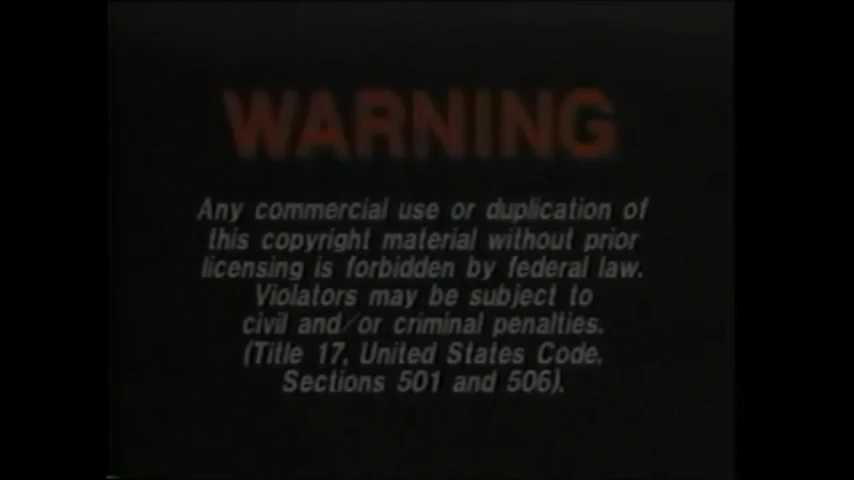 WARNING
Any commercial use or duplication of
this copyright material without prior
licensing is forbidden by federal law.
Violators may be subject to
civil and/or criminal penalties.
(Title 17, United States Code,
Sections 501 and 506).